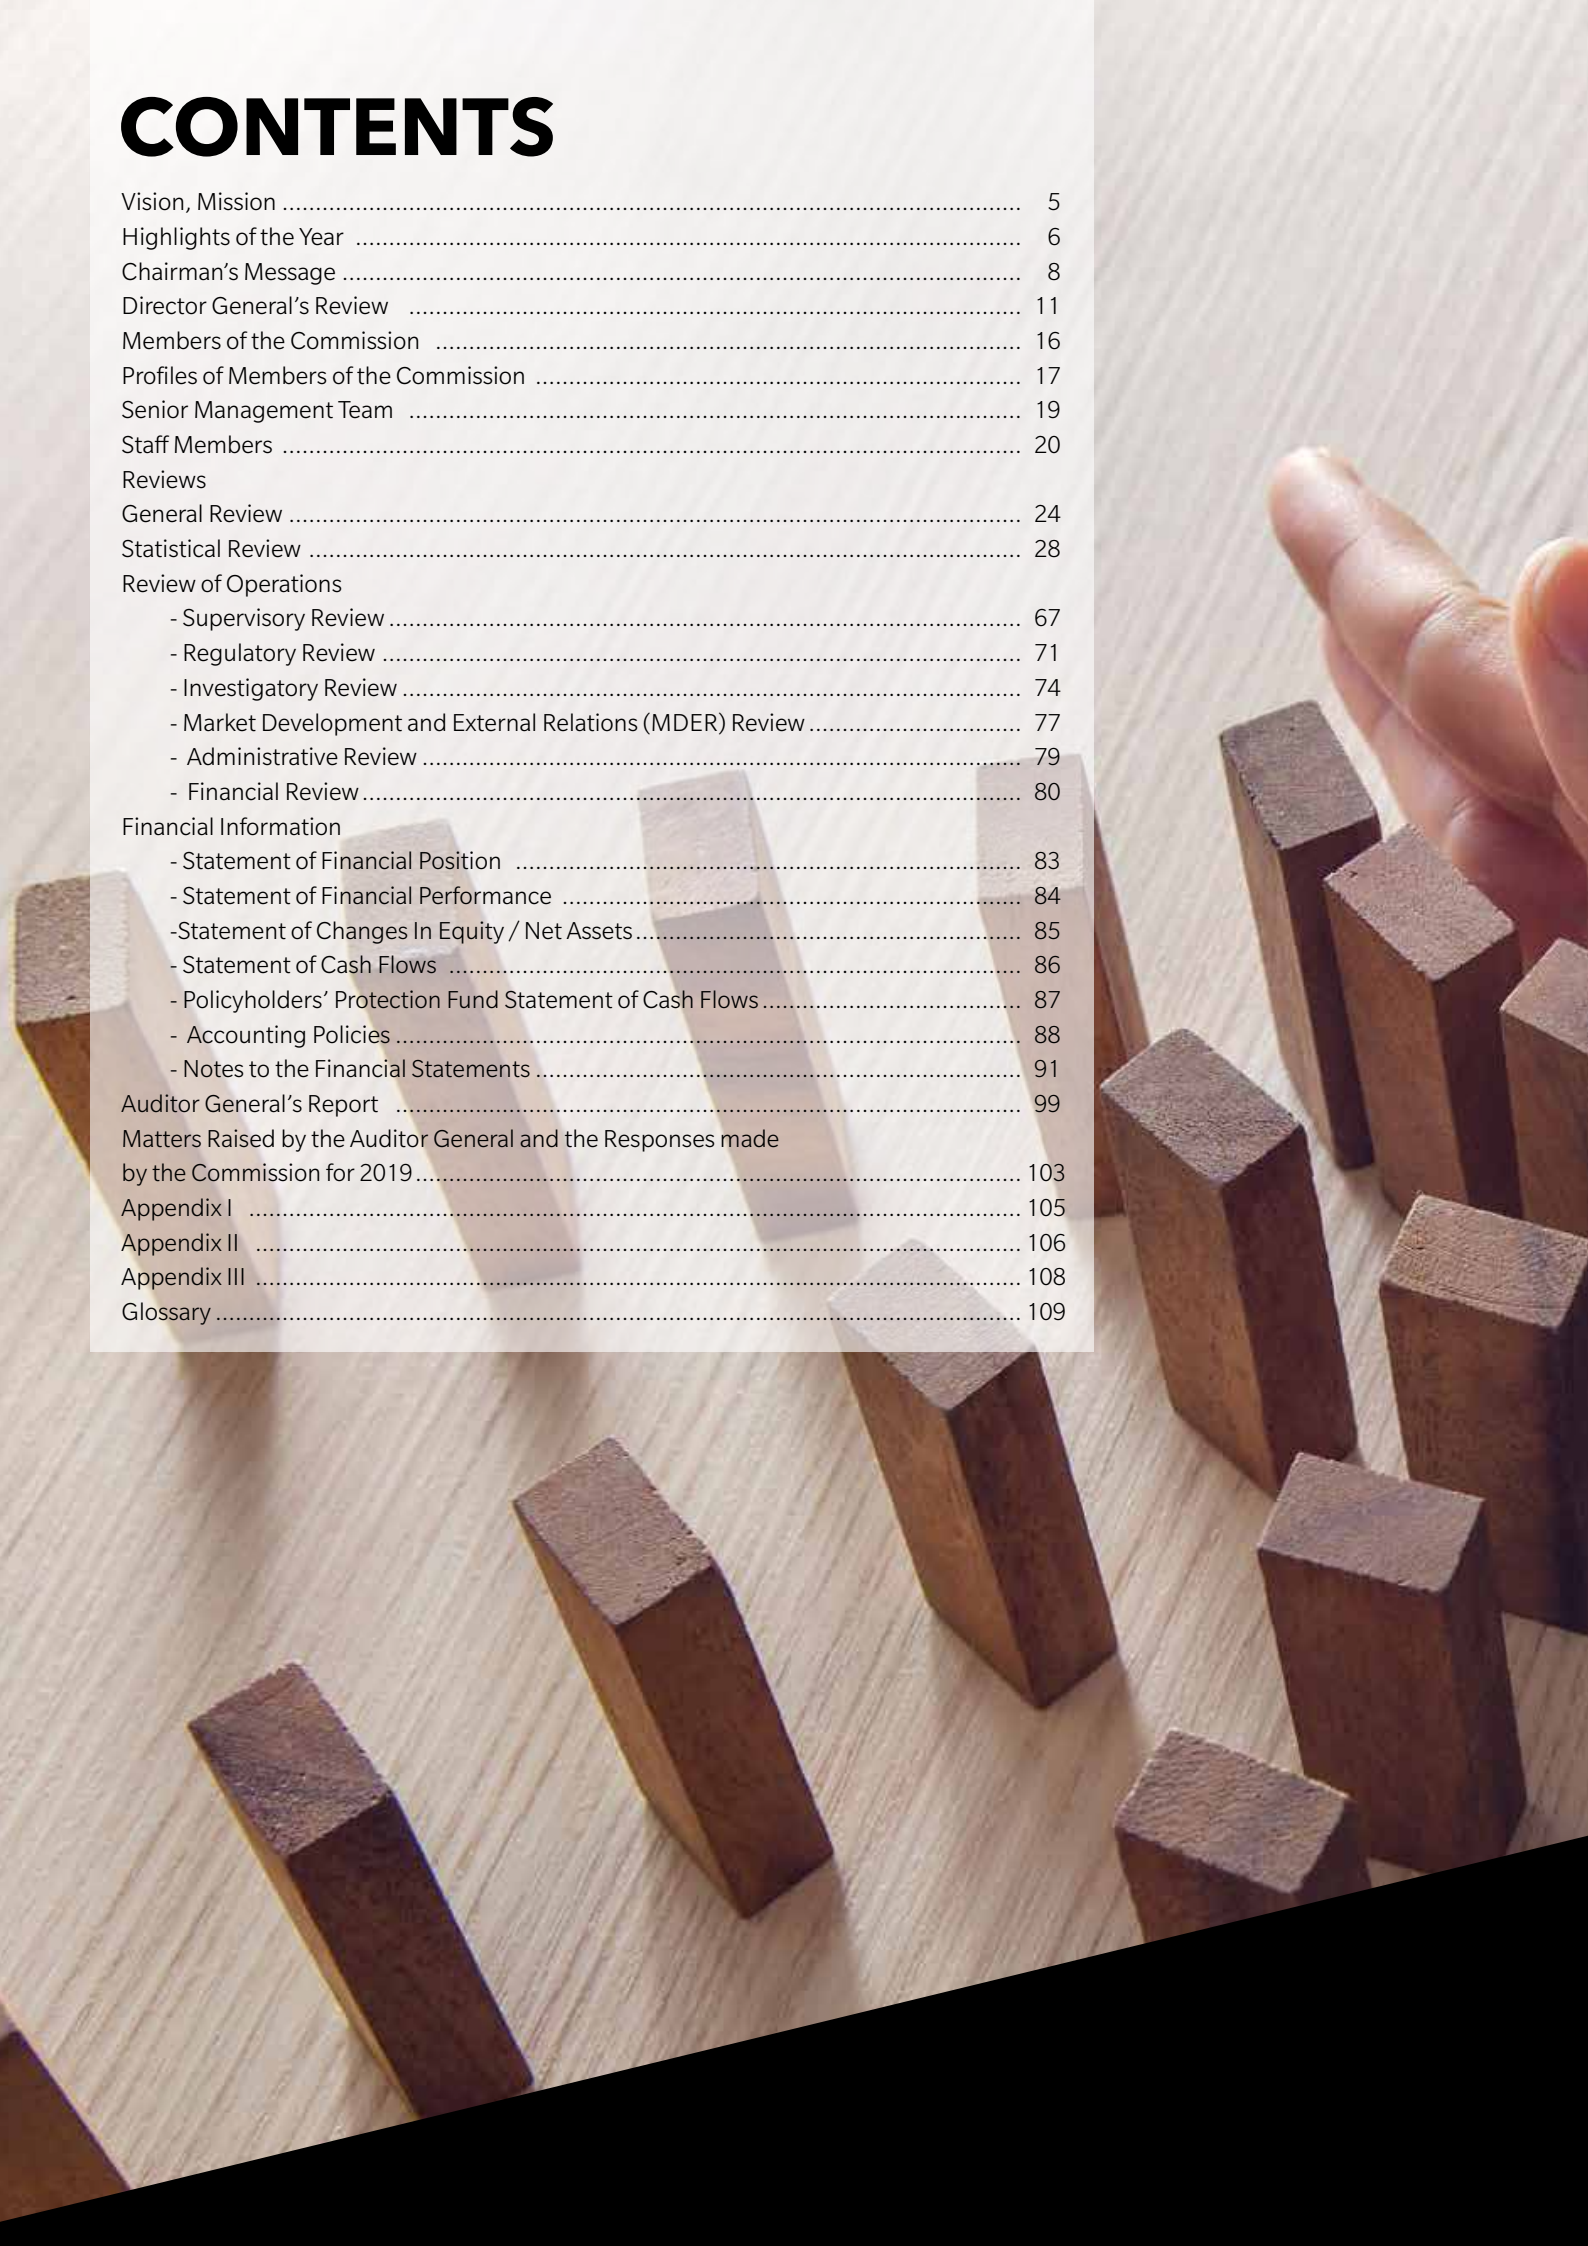 CONTENTS
Vision, Mission ........ 5
Highlights of the Year ........ 6
Chairman’s Message ........ 8
Director General’s Review ........ 11
Members of the Commission ........ 16
Profiles of Members of the Commission ........ 17
Senior Management Team ........ 19
Staff Members ........ 20
Reviews
General Review ........ 24
Statistical Review ........ 28
Review of Operations
- Supervisory Review ........ 67
- Regulatory Review ........ 71
- Investigatory Review ........ 74
- Market Development and External Relations (MDER) Review ........ 77
- Administrative Review ........ 79
- Financial Review ........ 80
Financial Information
- Statement of Financial Position ........ 83
- Statement of Financial Performance ........ 84
-Statement of Changes In Equity / Net Assets ........ 85
- Statement of Cash Flows ........ 86
- Policyholders’ Protection Fund Statement of Cash Flows ........ 87
- Accounting Policies ........ 88
- Notes to the Financial Statements ........ 91
Auditor General’s Report ........ 99
Matters Raised by the Auditor General and the Responses made
by the Commission for 2019 ........ 103
Appendix I ........ 105
Appendix II ........ 106
Appendix III ........ 108
Glossary ........ 109